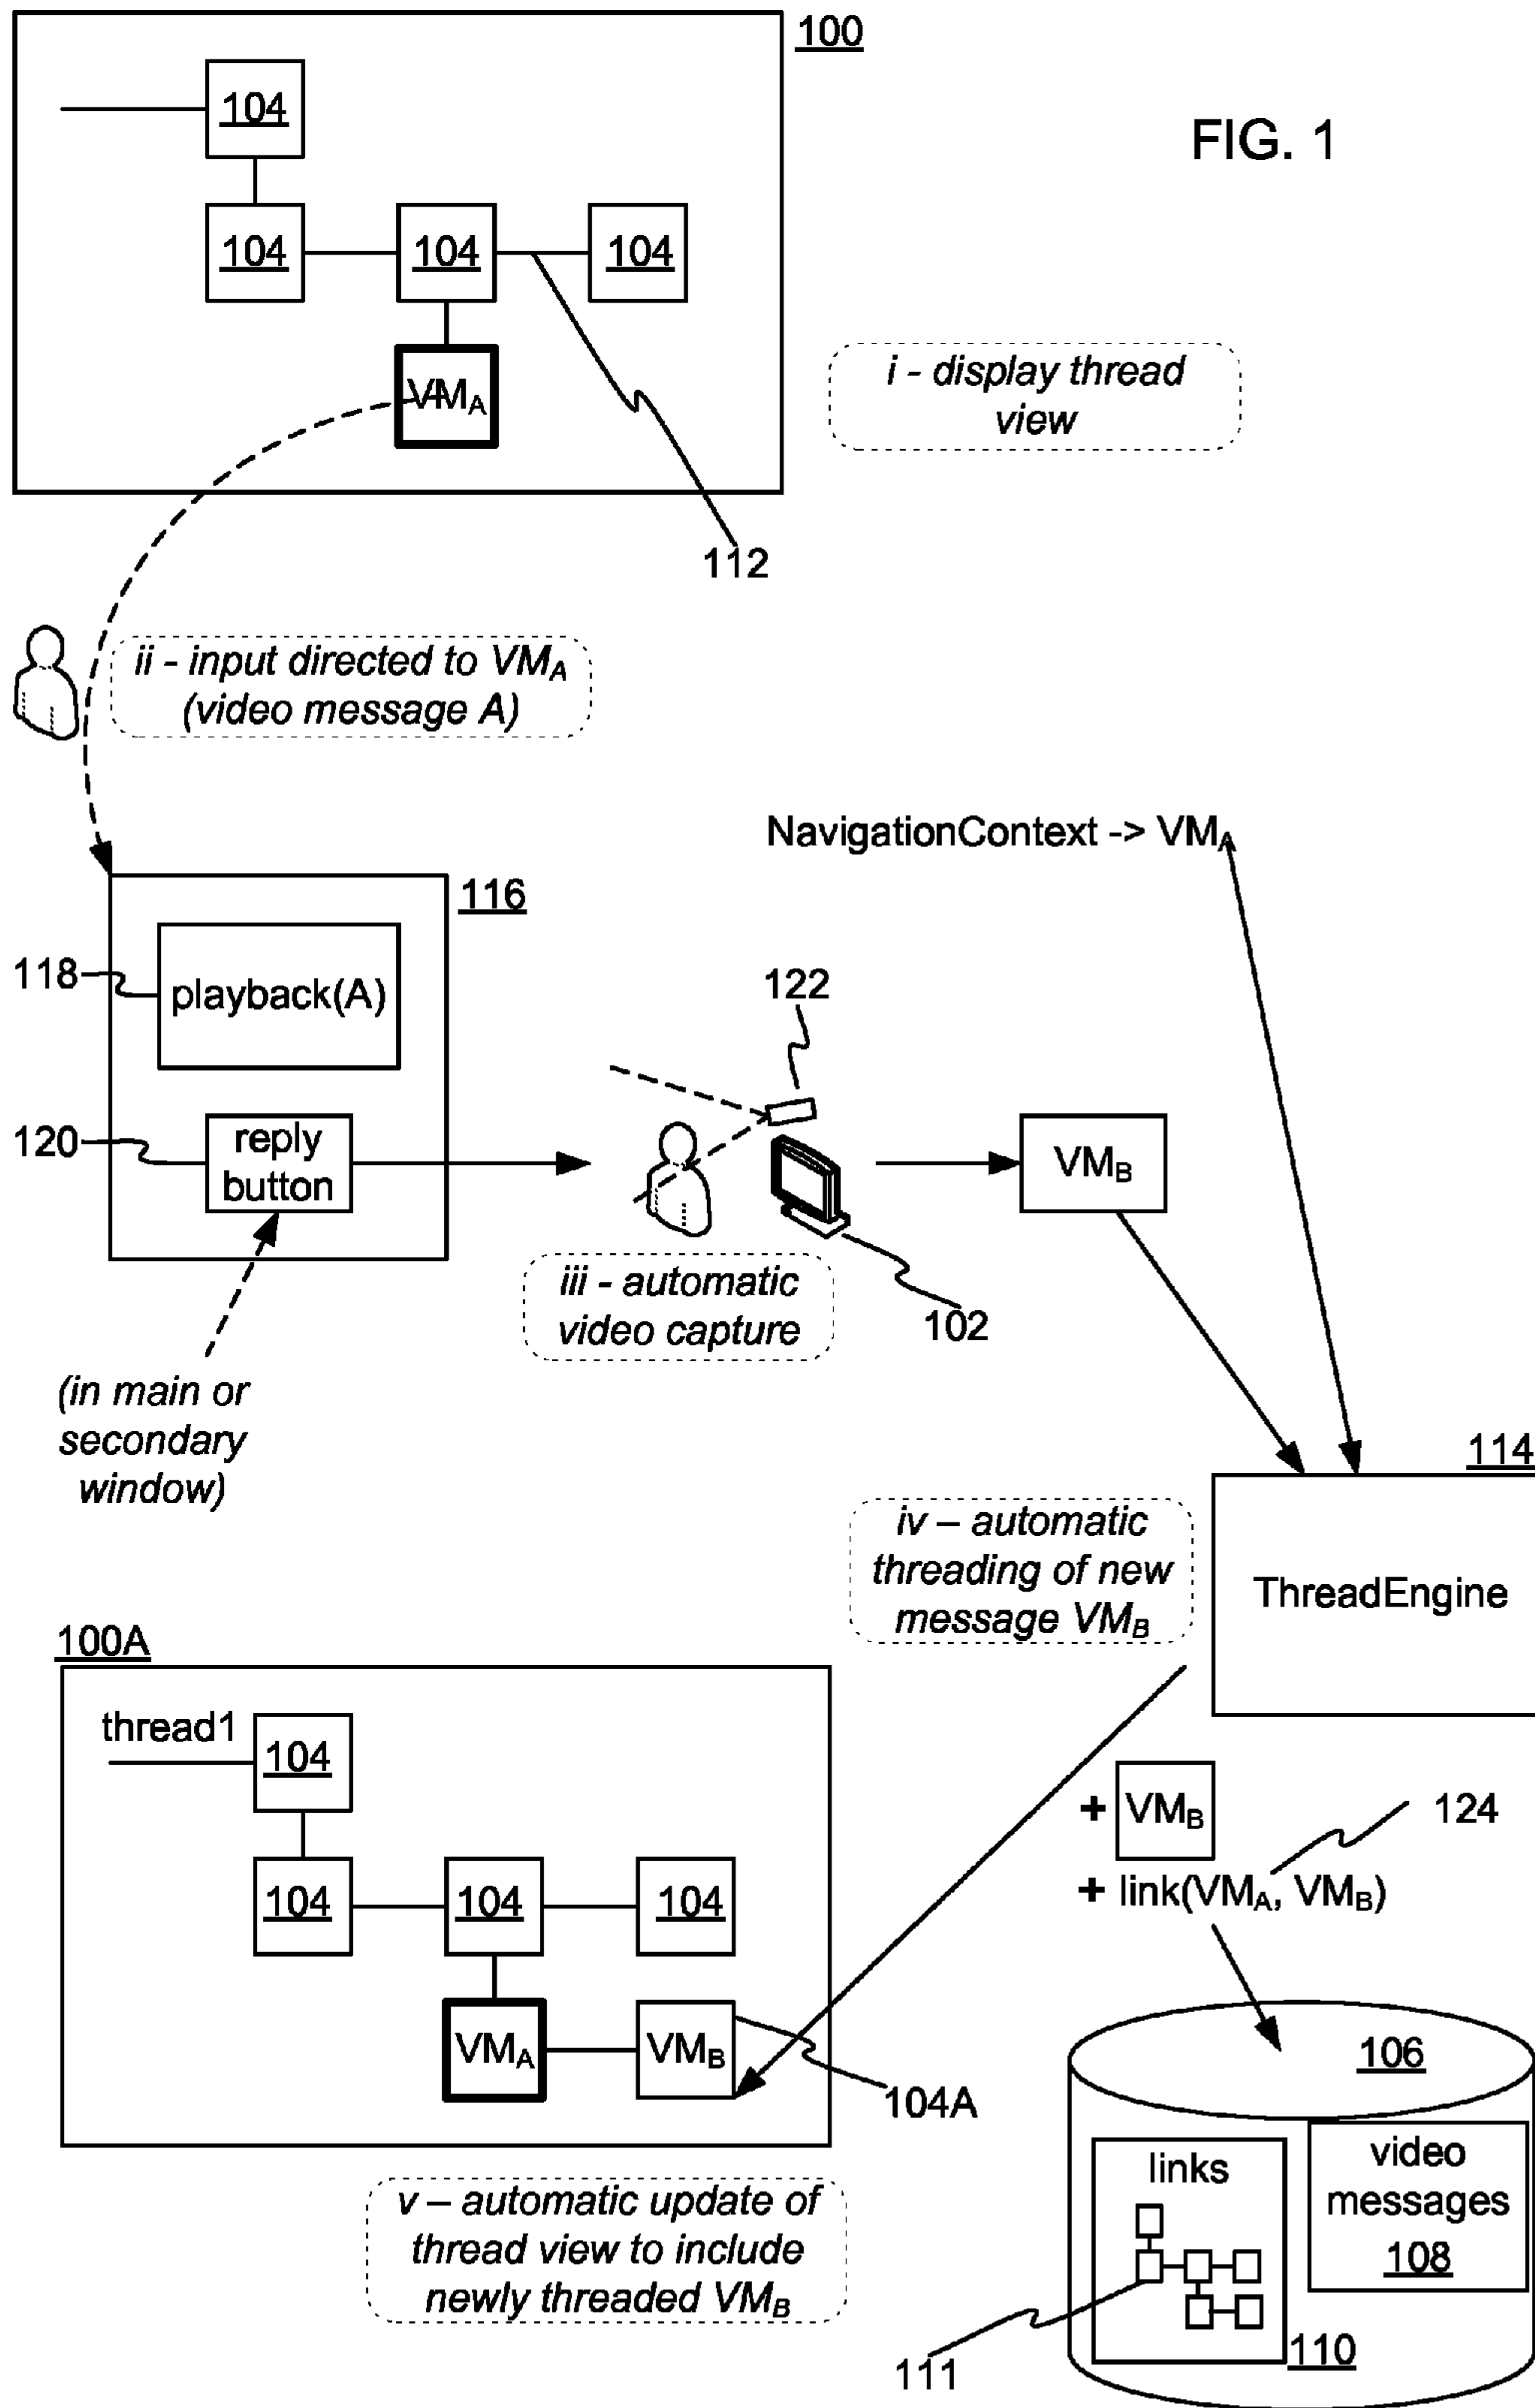 100
FIG. 1
104
104
104
104
VMA
i - display thread
view
112
ii - input directed to VMA
(video message A)
NavigationContext -> VMA
116
118
playback(A)
122
120
reply
button
VMB
iii - automatic
video capture
102
(in main or
secondary
window)
114
iv – automatic
threading of new
message VMB
ThreadEngine
100A
thread1
104
+ VMB
124
104
104
104
+ link(VMA, VMB)
VMA
VMB
104A
106
links
video
messages
108
v – automatic update of
thread view to include
newly threaded VMB
111
110